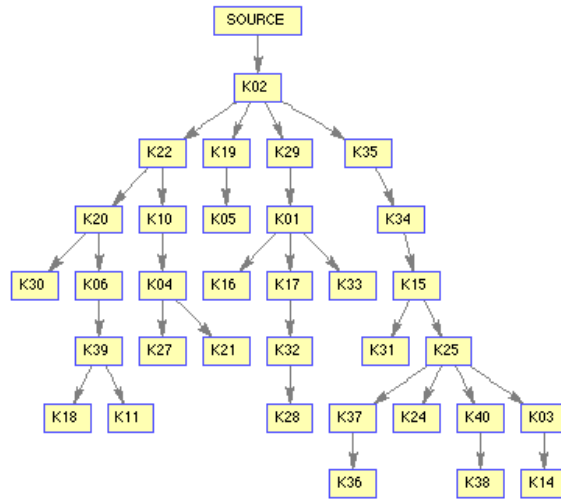 SOURCE
K02
K22 K19 K29 K35
K20 K10 K05 K01 K34
K30 K06 K04 K16 K17 K33 K15
K39 K27 K21 K32 K31 K25
K18 K11 K28 K37 K24 K40 K03
K36 K38 K14